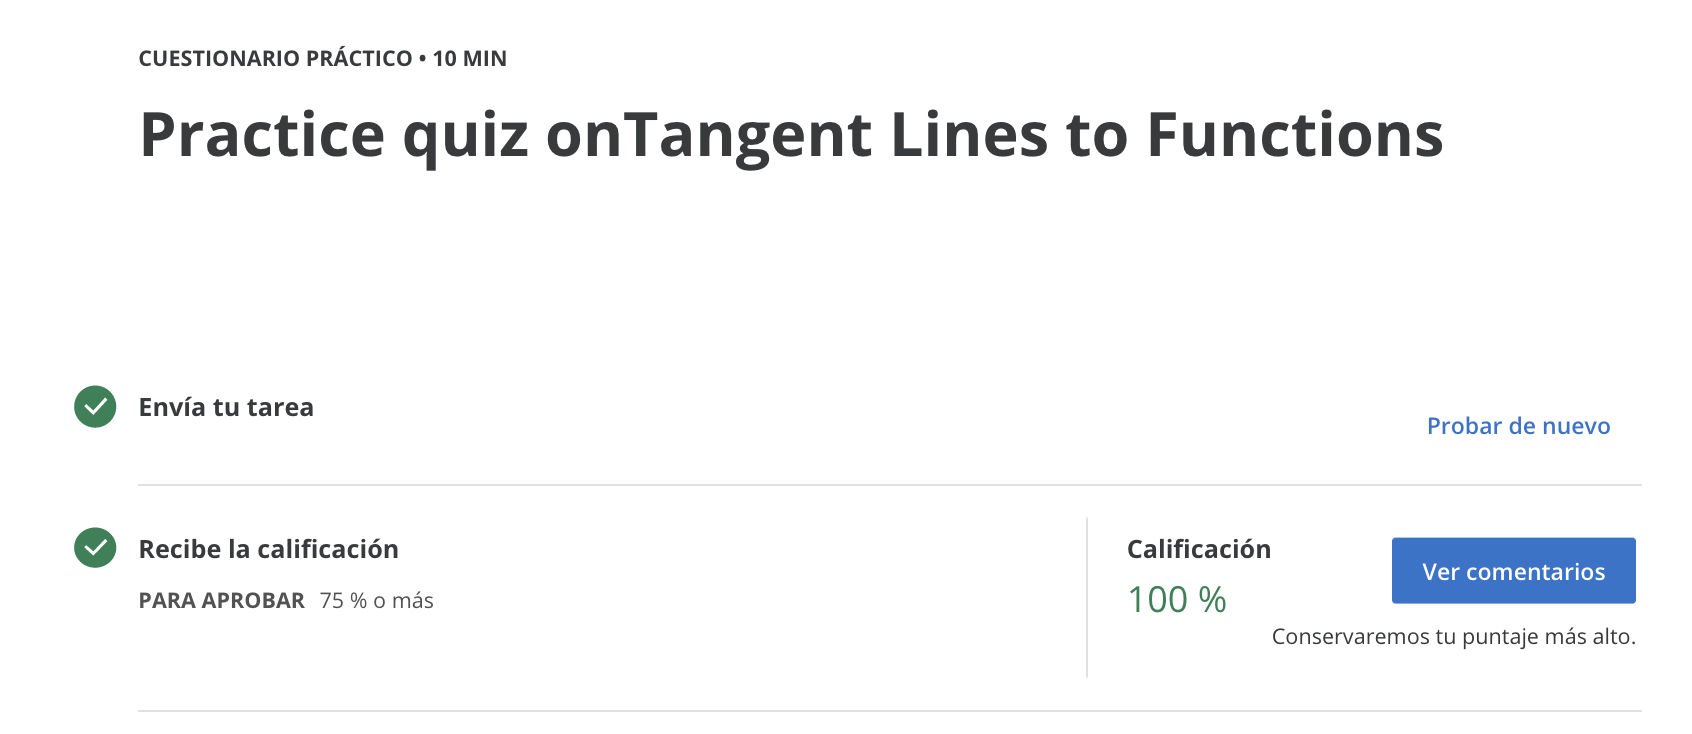 CUESTIONARIO PRÁCTICO • 10 MIN
Practice quiz onTangent Lines to Functions
Envía tu tarea
Probar de nuevo
Recibe la calificación
PARA APROBAR 75 % o más
Calificación
100 %
Ver comentarios
Conservaremos tu puntaje más alto.